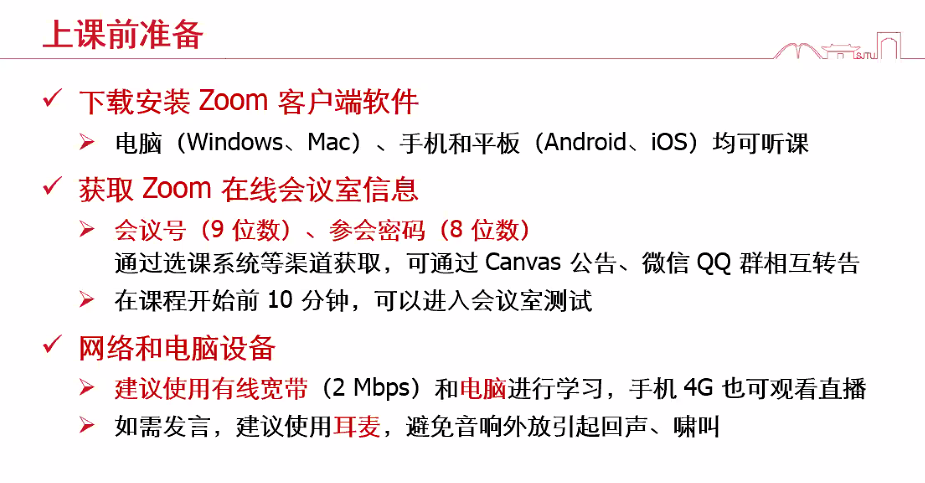 上课前准备
SJTU
下载安装 Zoom 客户端软件
电脑（Windows、Mac）、手机和平板（Android、iOS）均可听课
获取 Zoom 在线会议室信息
会议号（9 位数）、参会密码（8 位数）
通过选课系统等渠道获取，可通过 Canvas 公告、微信 QQ 群相互转告
在课程开始前 10 分钟，可以进入会议室测试
网络和电脑设备
建议使用有线宽带（2 Mbps）和电脑进行学习，手机 4G 也可观看直播
如需发言，建议使用耳麦，避免音响外放引起回声、啸叫